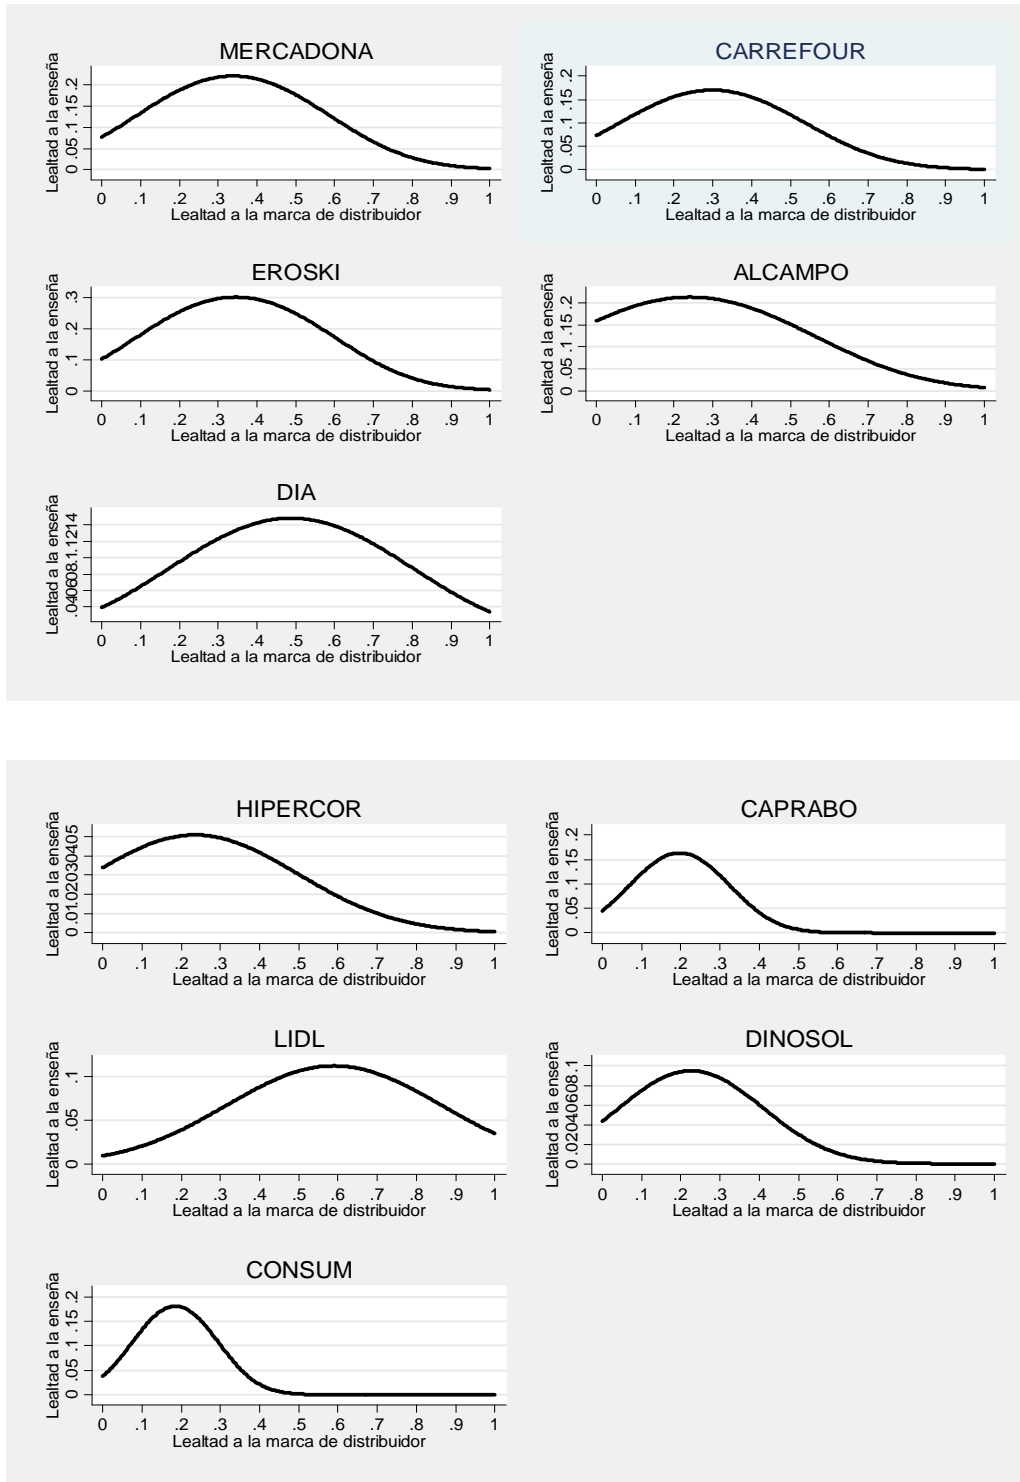 MERCADONA
Lealtad a la enseña
0 .05 .1 .15 .2
0 .1 .2 .3 .4 .5 .6 .7 .8 .9 1
Lealtad a la marca de distribuidor
CARREFOUR
Lealtad a la enseña
0 .05 .1 .15 .2
0 .1 .2 .3 .4 .5 .6 .7 .8 .9 1
Lealtad a la marca de distribuidor
EROSKI
Lealtad a la enseña
0 .1 .2 .3
0 .1 .2 .3 .4 .5 .6 .7 .8 .9 1
Lealtad a la marca de distribuidor
ALCAMPO
Lealtad a la enseña
0 .05 .1 .15 .2
0 .1 .2 .3 .4 .5 .6 .7 .8 .9 1
Lealtad a la marca de distribuidor
DIA
Lealtad a la enseña
.04.06.08.1.12.14
0 .1 .2 .3 .4 .5 .6 .7 .8 .9 1
Lealtad a la marca de distribuidor
HIPERCOR
Lealtad a la enseña
0.01.02.03.04.05
0 .1 .2 .3 .4 .5 .6 .7 .8 .9 1
Lealtad a la marca de distribuidor
CAPRABO
Lealtad a la enseña
0 .05 .1 .15 .2
0 .1 .2 .3 .4 .5 .6 .7 .8 .9 1
Lealtad a la marca de distribuidor
LIDL
Lealtad a la enseña
0 .05 .1
0 .1 .2 .3 .4 .5 .6 .7 .8 .9 1
Lealtad a la marca de distribuidor
DINOSOL
Lealtad a la enseña
0.02.04.06.08.1
0 .1 .2 .3 .4 .5 .6 .7 .8 .9 1
Lealtad a la marca de distribuidor
CONSUM
Lealtad a la enseña
0 .05 .1 .15 .2
0 .1 .2 .3 .4 .5 .6 .7 .8 .9 1
Lealtad a la marca de distribuidor